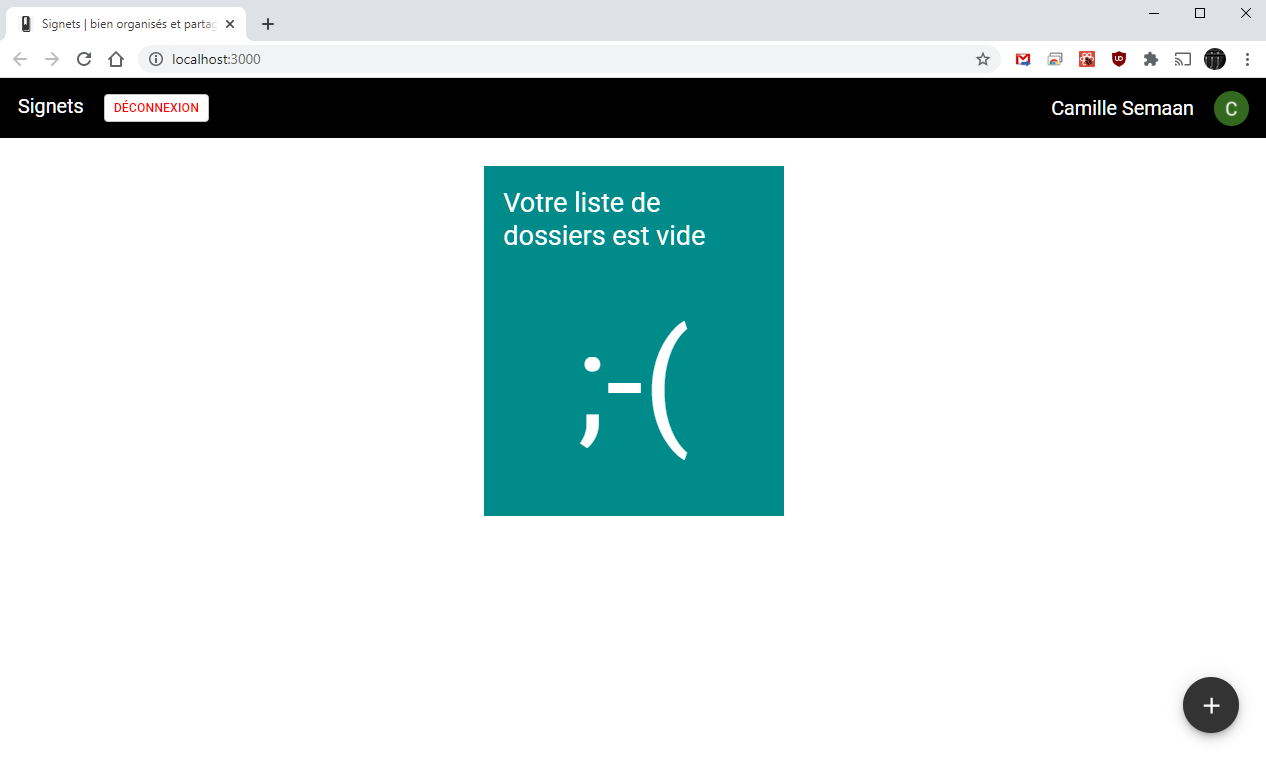 Signets | bien organisés et partag
localhost:3000
Signets
DÉCONNEXION
Camille Semaan
C
Votre liste de
dossiers est vide
;-(
+